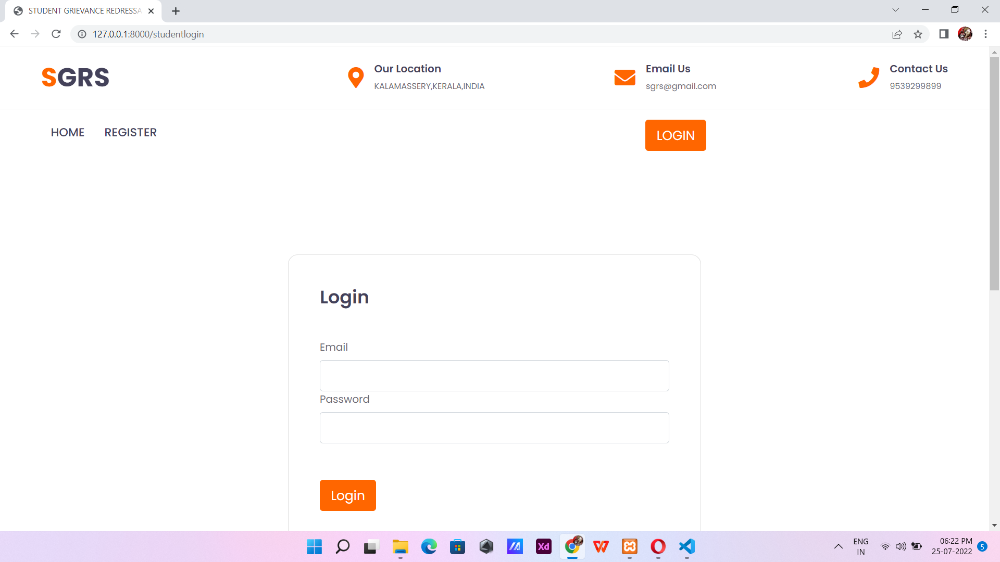 STUDENT GRIEVANCE REDRESSA
127.0.0.1:8000/studentlogin
SGRS
Our Location
KALAMASSERY,KERALA,INDIA
Email Us
sgrs@gmail.com
Contact Us
9539299899
HOME
REGISTER
LOGIN
Login
Email
Password
Login
Xd
ENG
IN
06:22 PM
25-07-2022
5